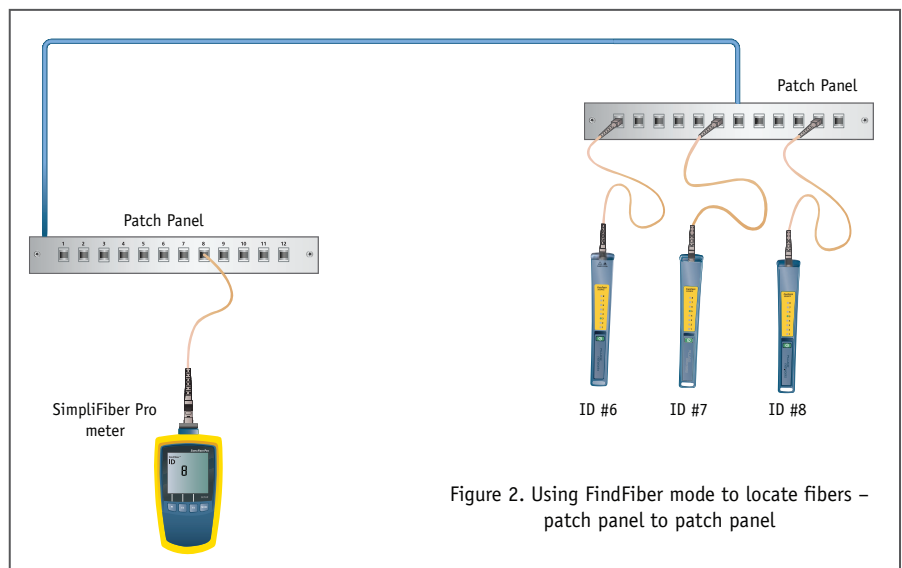 Patch Panel
Patch Panel
1 2 3 4 5 6 7 8 9 10 11 12
SimpliFiber Pro
meter
ID
8
ID #6 ID #7 ID #8
Figure 2. Using FindFiber mode to locate fibers –
patch panel to patch panel